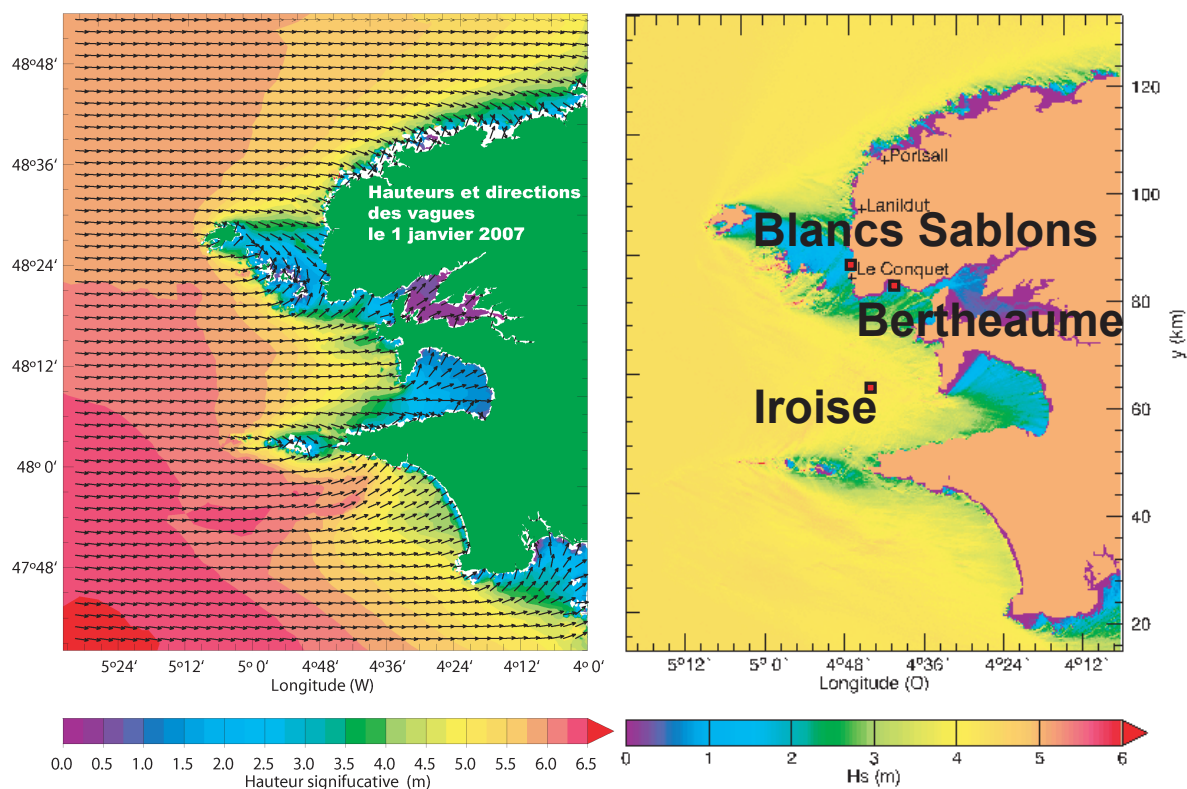 48°48'
48°36'
48°24'
48°12'
48° 0'
47°48'
Hauteurs et directions
des vagues
le 1 janvier 2007
5°24' 5°12' 5° 0' 4°48' 4°36' 4°24' 4°12' 4° 0'
Longitude (W)
0.0 0.5 1.0 1.5 2.0 2.5 3.0 3.5 4.0 4.5 5.0 5.5 6.0 6.5
Hauteur signifucative (m)
Portsall
Lanildut
Blancs Sablons
Le Conquet
Bertheaume
Iroise
120
100
80
60
40
20
y (km)
5°12` 5° 0` 4°48` 4°36` 4°24` 4°12`
Longitude (O)
0 1 2 3 4 5 6
Hs (m)